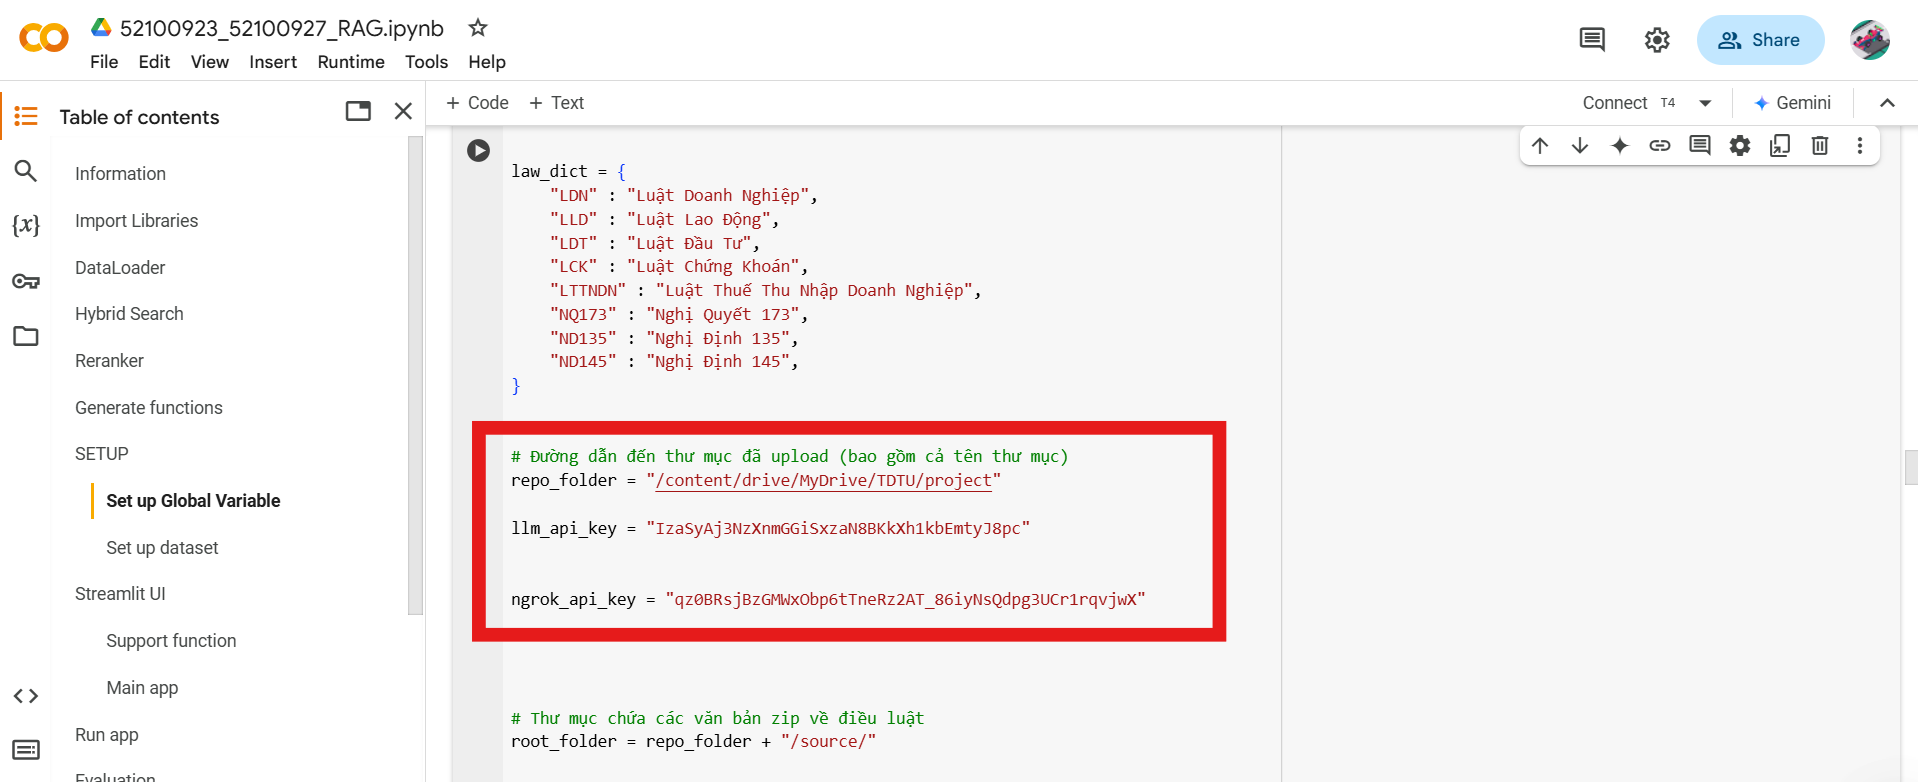 52100923_52100927_RAG.ipynb
File Edit View Insert Runtime Tools Help
Share
Table of contents
Information
Import Libraries
DataLoader
Hybrid Search
Reranker
Generate functions
SETUP
Set up Global Variable
Set up dataset
Streamlit UI
Support function
Main app
Run app
Evaluation
{x}
+ Code + Text
Connect T4
Gemini
law_dict = {
"LDN" : "Luật Doanh Nghiệp",
"LLD" : "Luật Lao Động",
"LDT" : "Luật Đầu Tư",
"LCK" : "Luật Chứng Khoán",
"LTTNDN" : "Luật Thuế Thu Nhập Doanh Nghiệp",
"NQ173" : "Nghị Quyết 173",
"ND135" : "Nghị Định 135",
"ND145" : "Nghị Định 145",
}
# Đường dẫn đến thư mục đã upload (bao gồm cả tên thư mục)
repo_folder = "/content/drive/MyDrive/TDTU/project"
llm_api_key = "IzaSyAj3NzXnmGGiSxzaN8BKkXh1kbEmtyJ8pc"
ngrok_api_key = "qz0BRsjBzGMWxObp6tTneRz2AT_86iyNsQdpg3UCr1rqvjwX"
# Thư mục chứa các văn bản zip về điều luật
root_folder = repo_folder + "/source/"